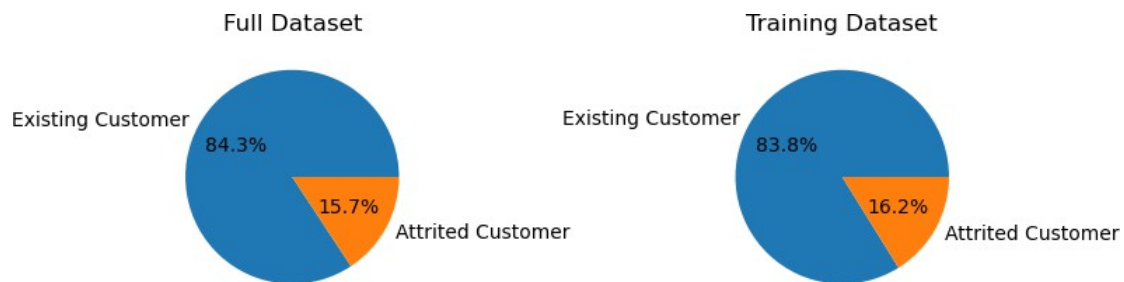 Full Dataset
Existing Customer
84.3%
15.7%
Attrited Customer
Training Dataset
Existing Customer
83.8%
16.2%
Attrited Customer